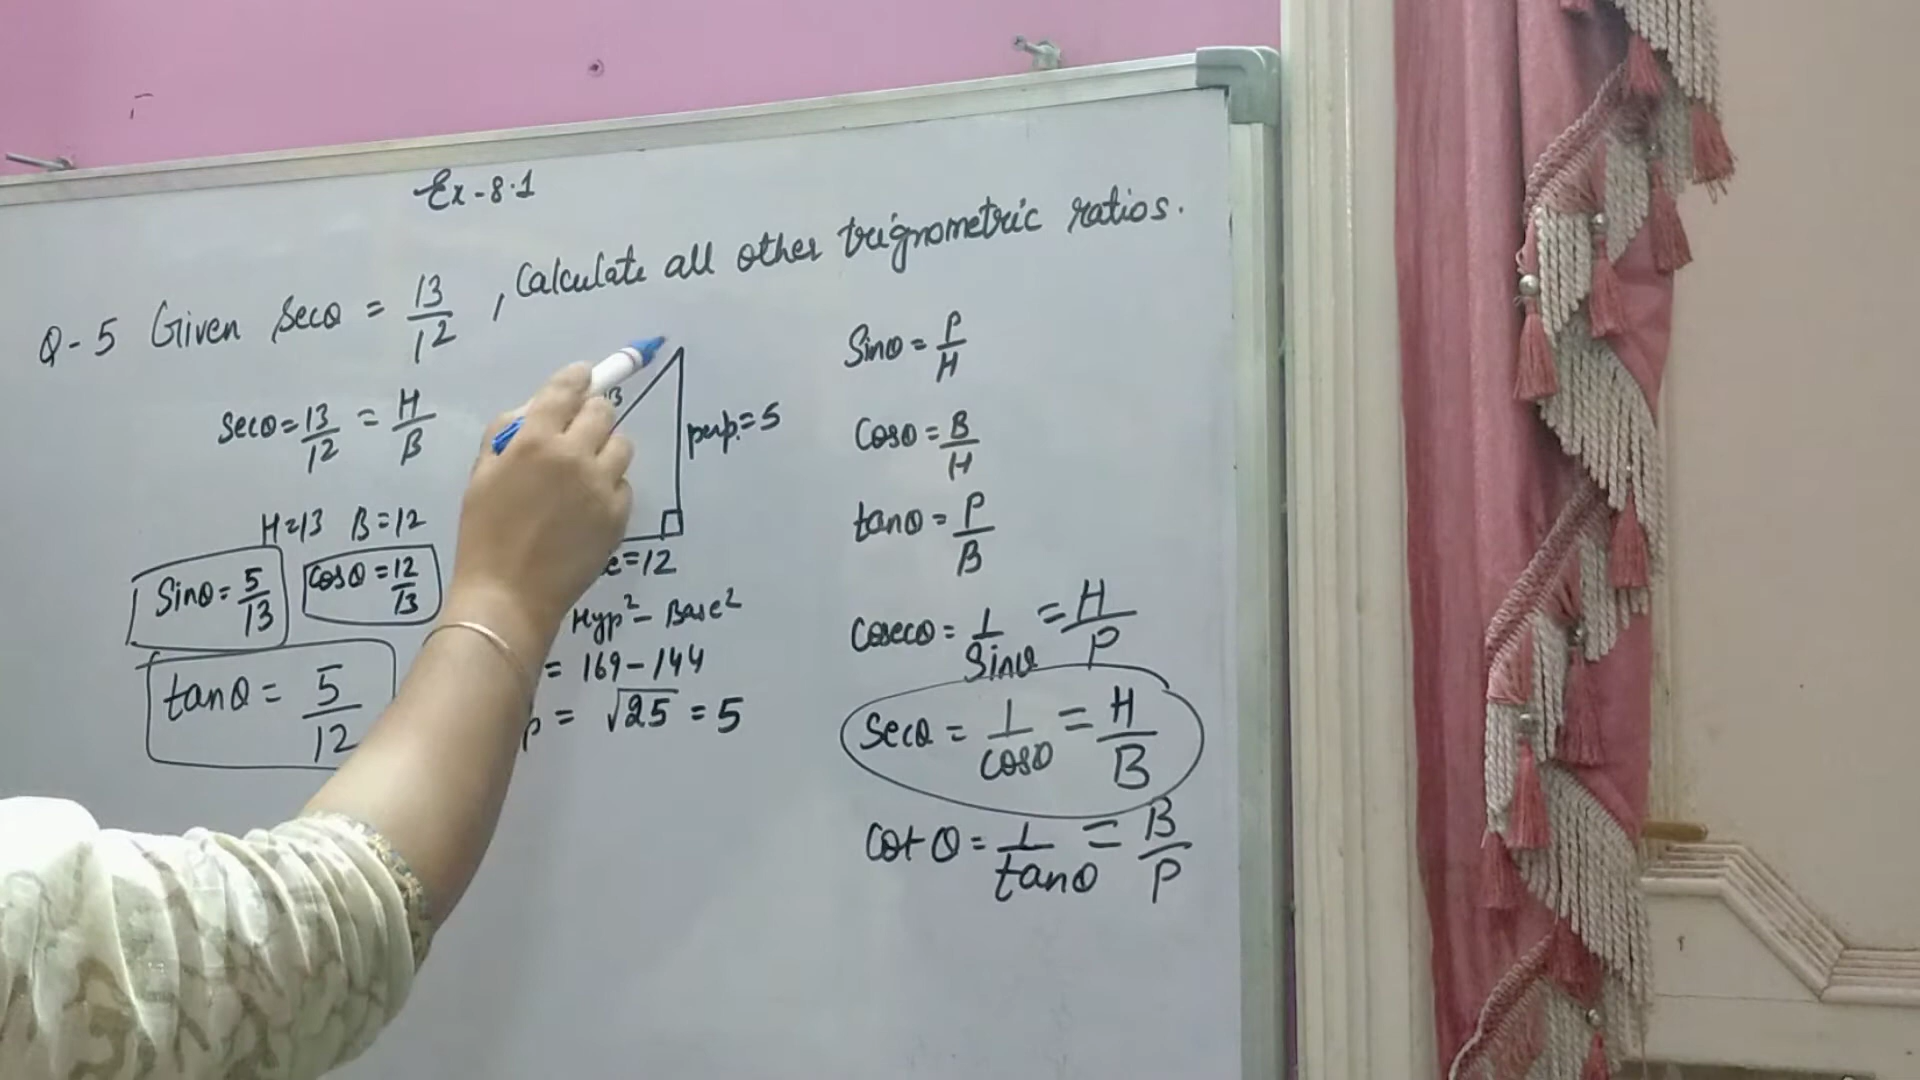 Ex-8.1
Q-5 Given Secθ = 13/12, Calculate all other trignometric ratios.
Secθ = 13/12 = H/B
H=13 B=12
Sinθ = 5/13
Cosθ = 12/13
tanθ = 5/12
13
perp. = 5
=12
Hyp² - Base²
= 169 - 144
p = √25 = 5
Sinθ = P/H
Cosθ = B/H
tanθ = P/B
Cosecθ = 1/Sinθ = H/P
Secθ = 1/Cosθ = H/B
Cot θ = 1/tanθ = B/P